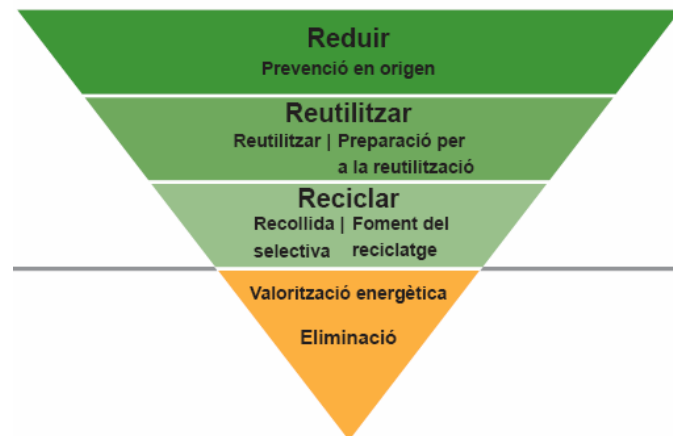 Reduir
Prevenció en origen
Reutilitzar
Reutilitzar | Preparació per
a la reutilització
Reciclar
Recollida | Foment del
selectiva reciclatge
Valorització energètica
Eliminació